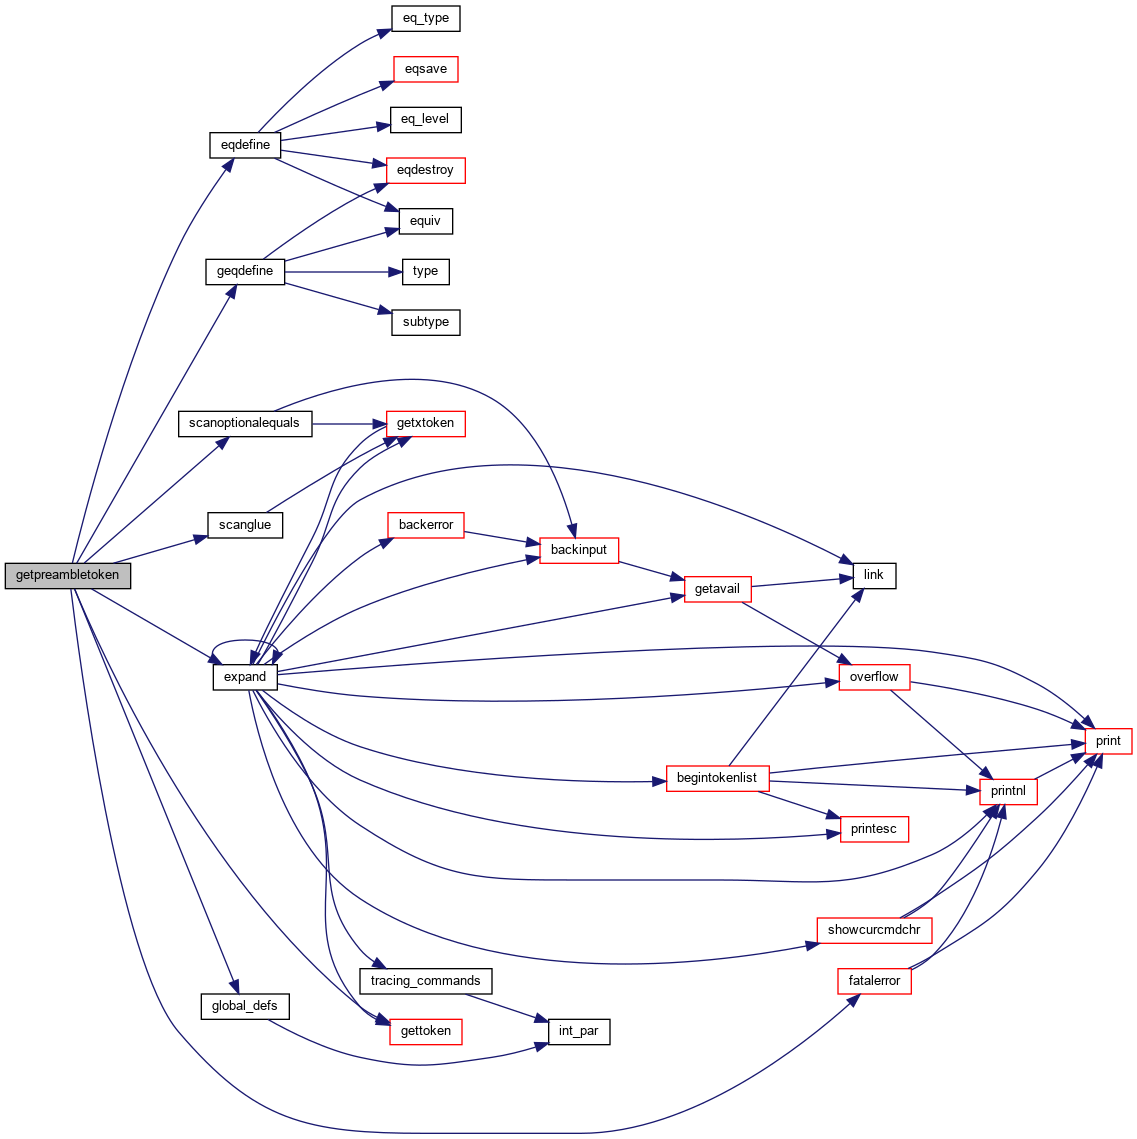 eq_type
eqsave
eq_level
eqdefine
eqdestroy
equiv
geqdefine
type
subtype
scanoptionalequals
getxtoken
scanglue
backerror
backinput
getpreambletoken
link
getavail
expand
overflow
print
begintokenlist
printnl
printesc
showcurcmdchr
tracing_commands
fatalerror
global_defs
gettoken
int_par